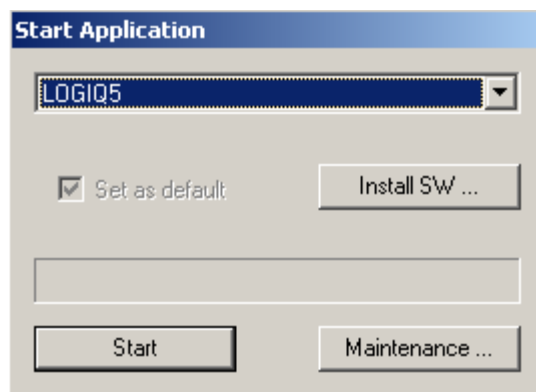 Start Application
LOGIQ5
Set as default
Install SW ...
Start
Maintenance ...